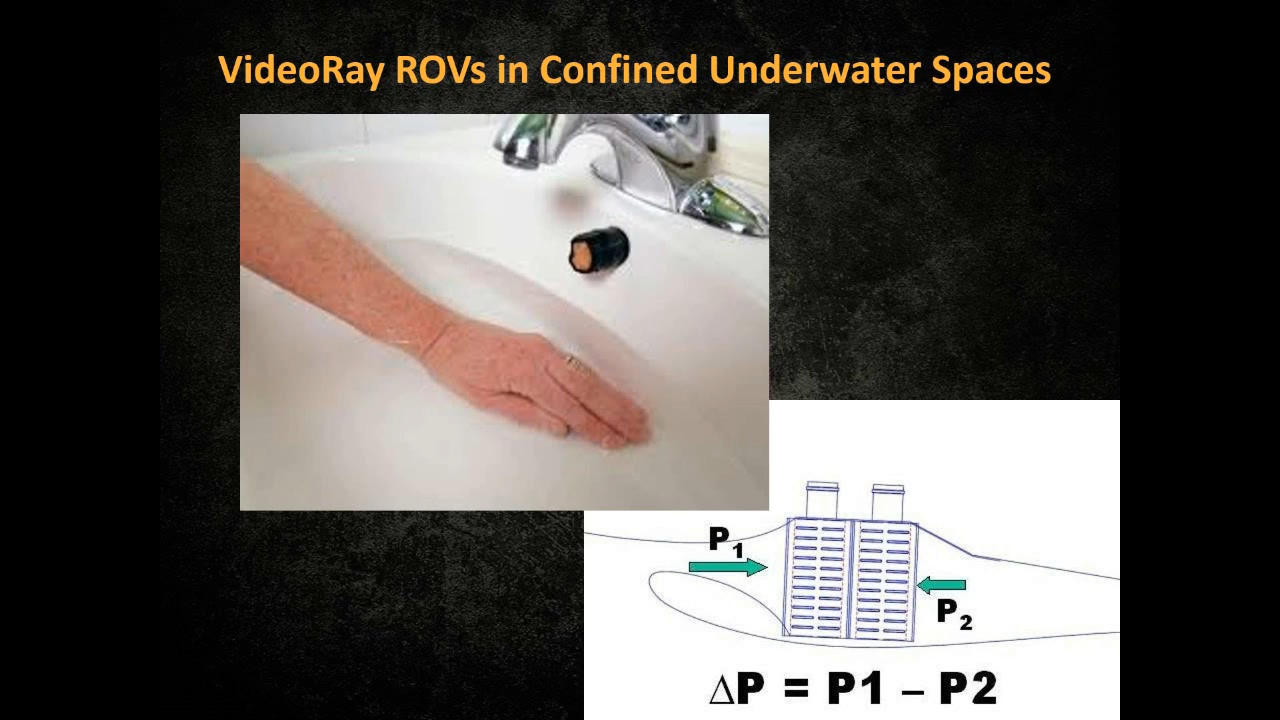 VideoRay ROVs in Confined Underwater Spaces
P1
P2
ΔP = P1 – P2